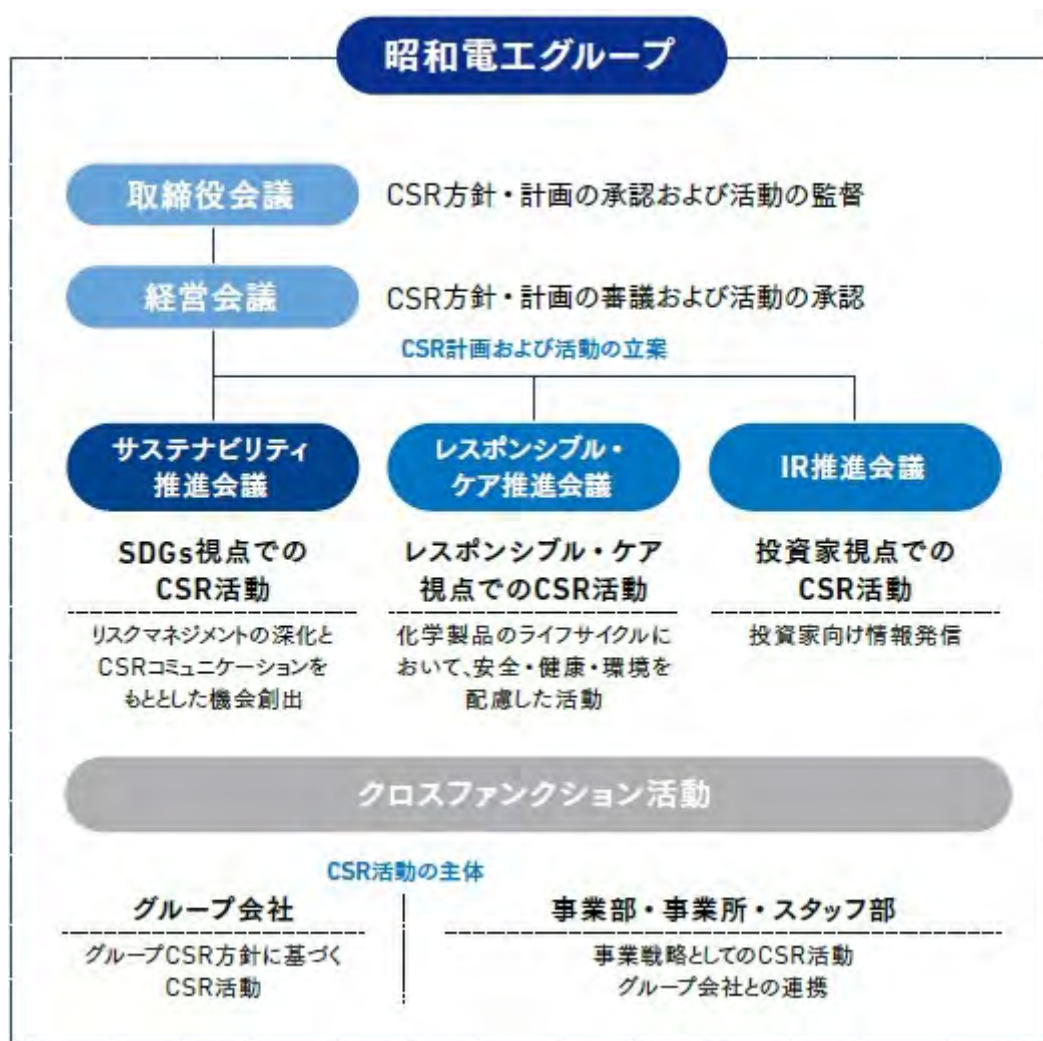 昭和電工グループ
取締役会議
CSR方針・計画の承認および活動の監督
経営会議
CSR方針・計画の審議および活動の承認
CSR計画および活動の立案
サステナビリティ
推進会議
レスポンシブル・
ケア推進会議
IR推進会議
SDGs視点での
CSR活動
レスポンシブル・ケア
視点でのCSR活動
投資家視点での
CSR活動
リスクマネジメントの深化と
CSRコミュニケーションを
もととした機会創出
化学製品のライフサイクルに
おいて、安全・健康・環境を
配慮した活動
投資家向け情報発信
クロスファンクション活動
CSR活動の主体
グループ会社
グループCSR方針に基づく
CSR活動
事業部・事業所・スタッフ部
事業戦略としてのCSR活動
グループ会社との連携